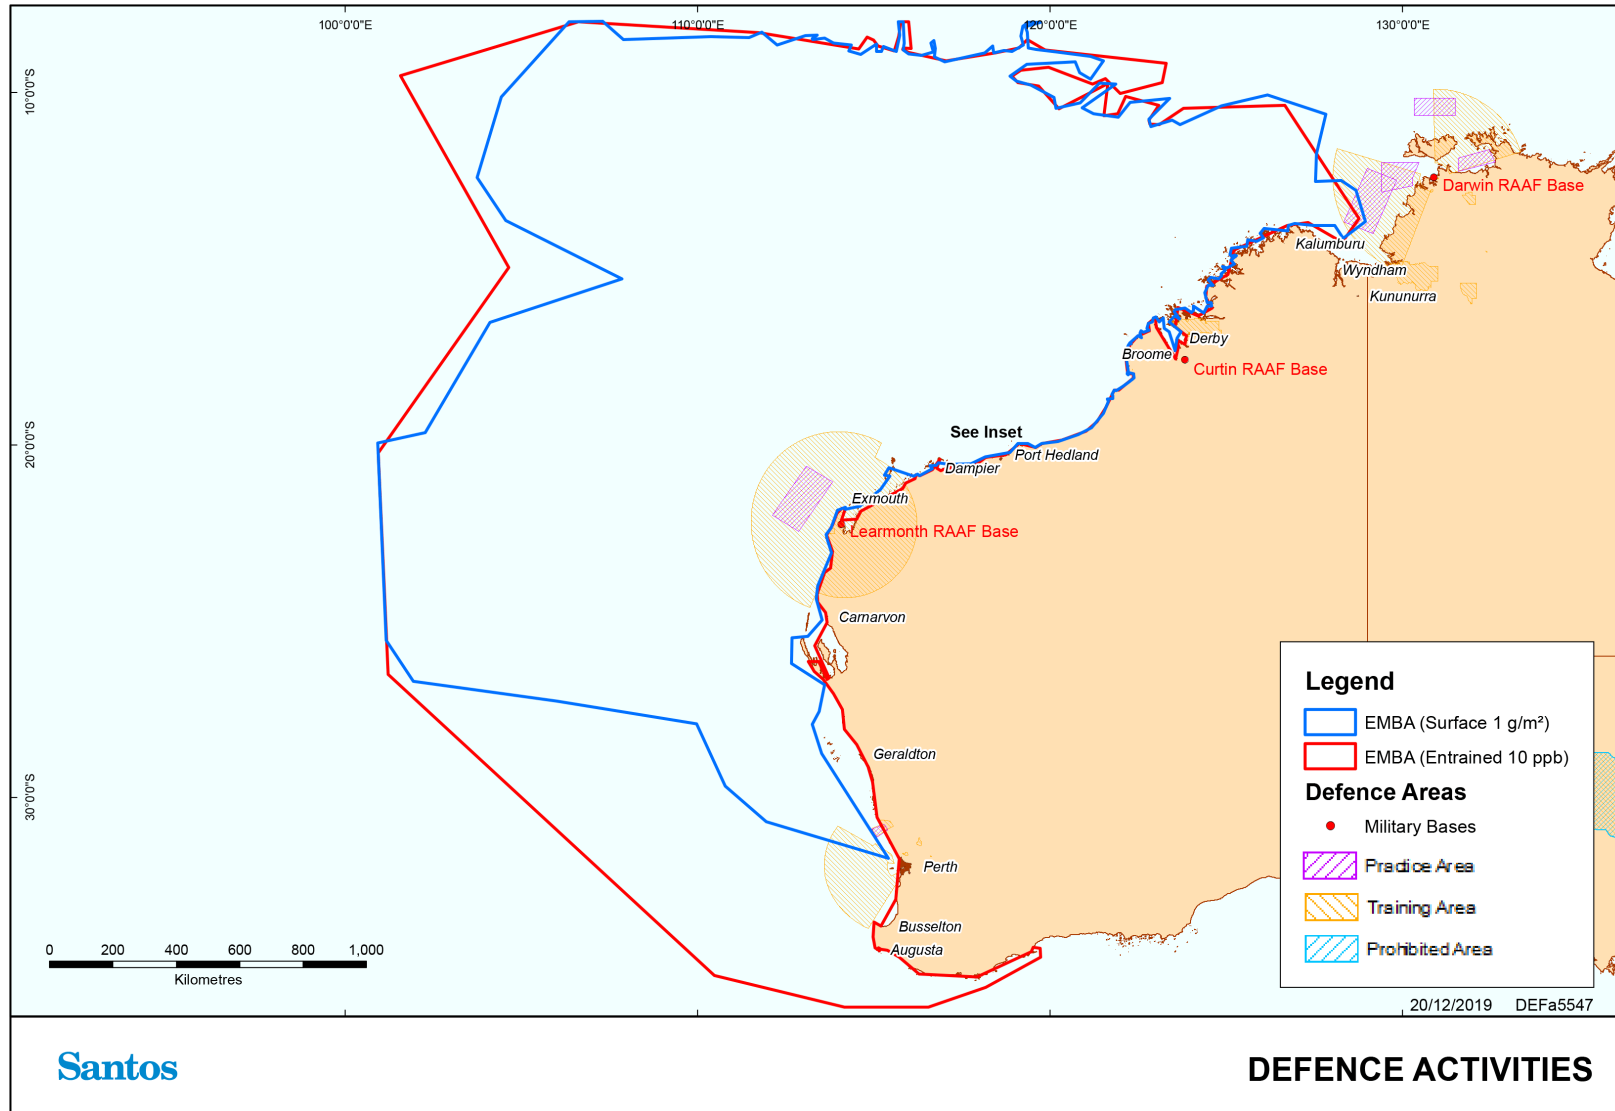 100°0'0"E
110°0'0"E
120°0'0"E
130°0'0"E
10°0'0"S
20°0'0"S
30°0'0"S
Darwin RAAF Base
Kalumburu
Wyndham
Kununurra
Derby
Broome
Curtin RAAF Base
See Inset
Port Hedland
Dampier
Exmouth
Learmonth RAAF Base
Carnarvon
Geraldton
Perth
Busselton
Augusta
Legend
EMBA (Surface 1 g/m²)
EMBA (Entrained 10 ppb)
Defence Areas
Military Bases
Practice Area
Training Area
Prohibited Area
0 200 400 600 800 1,000
Kilometres
20/12/2019 DEFa5547
Santos
DEFENCE ACTIVITIES